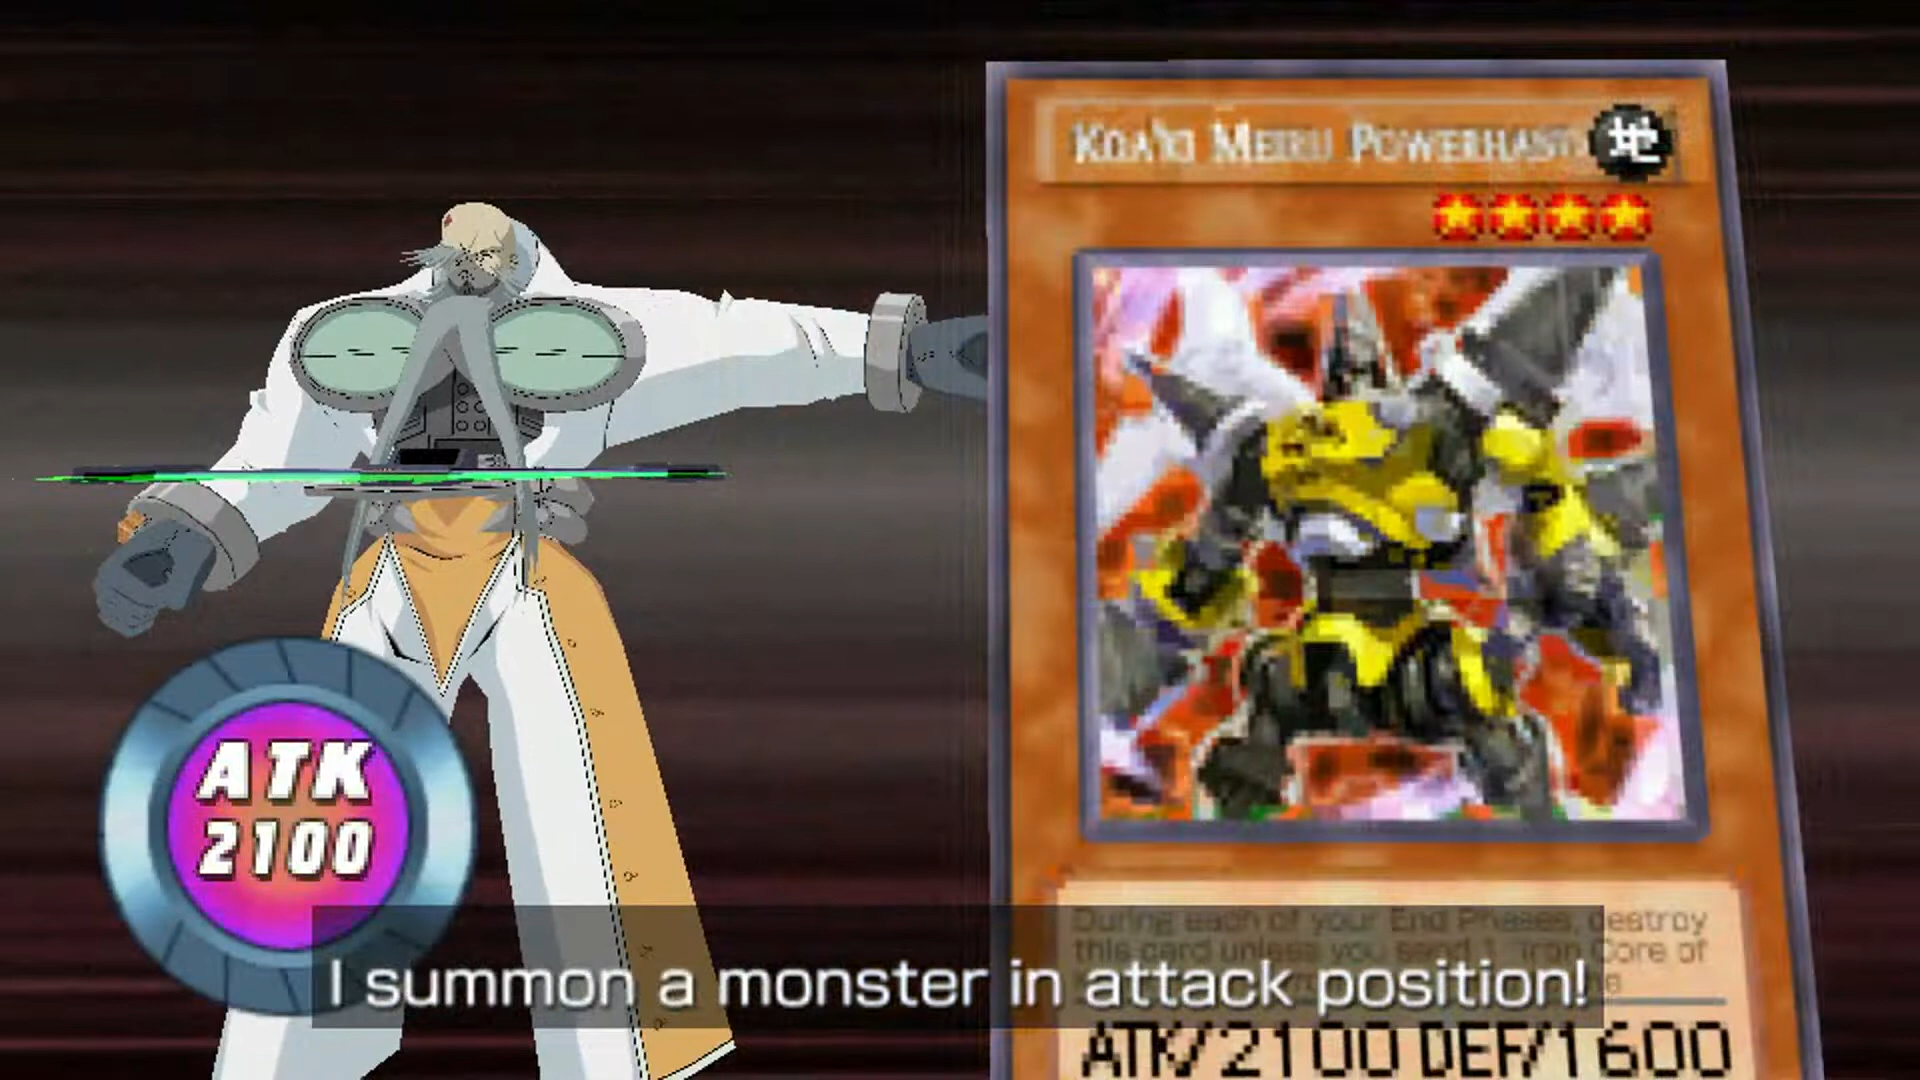 Koa'ki Meiru Powerhand
地
ATK
2100
During each of your End Phases, destroy
this card unless you send 1 Iron Core of
I summon a monster in attack position!
ATK/2100 DEF/1600